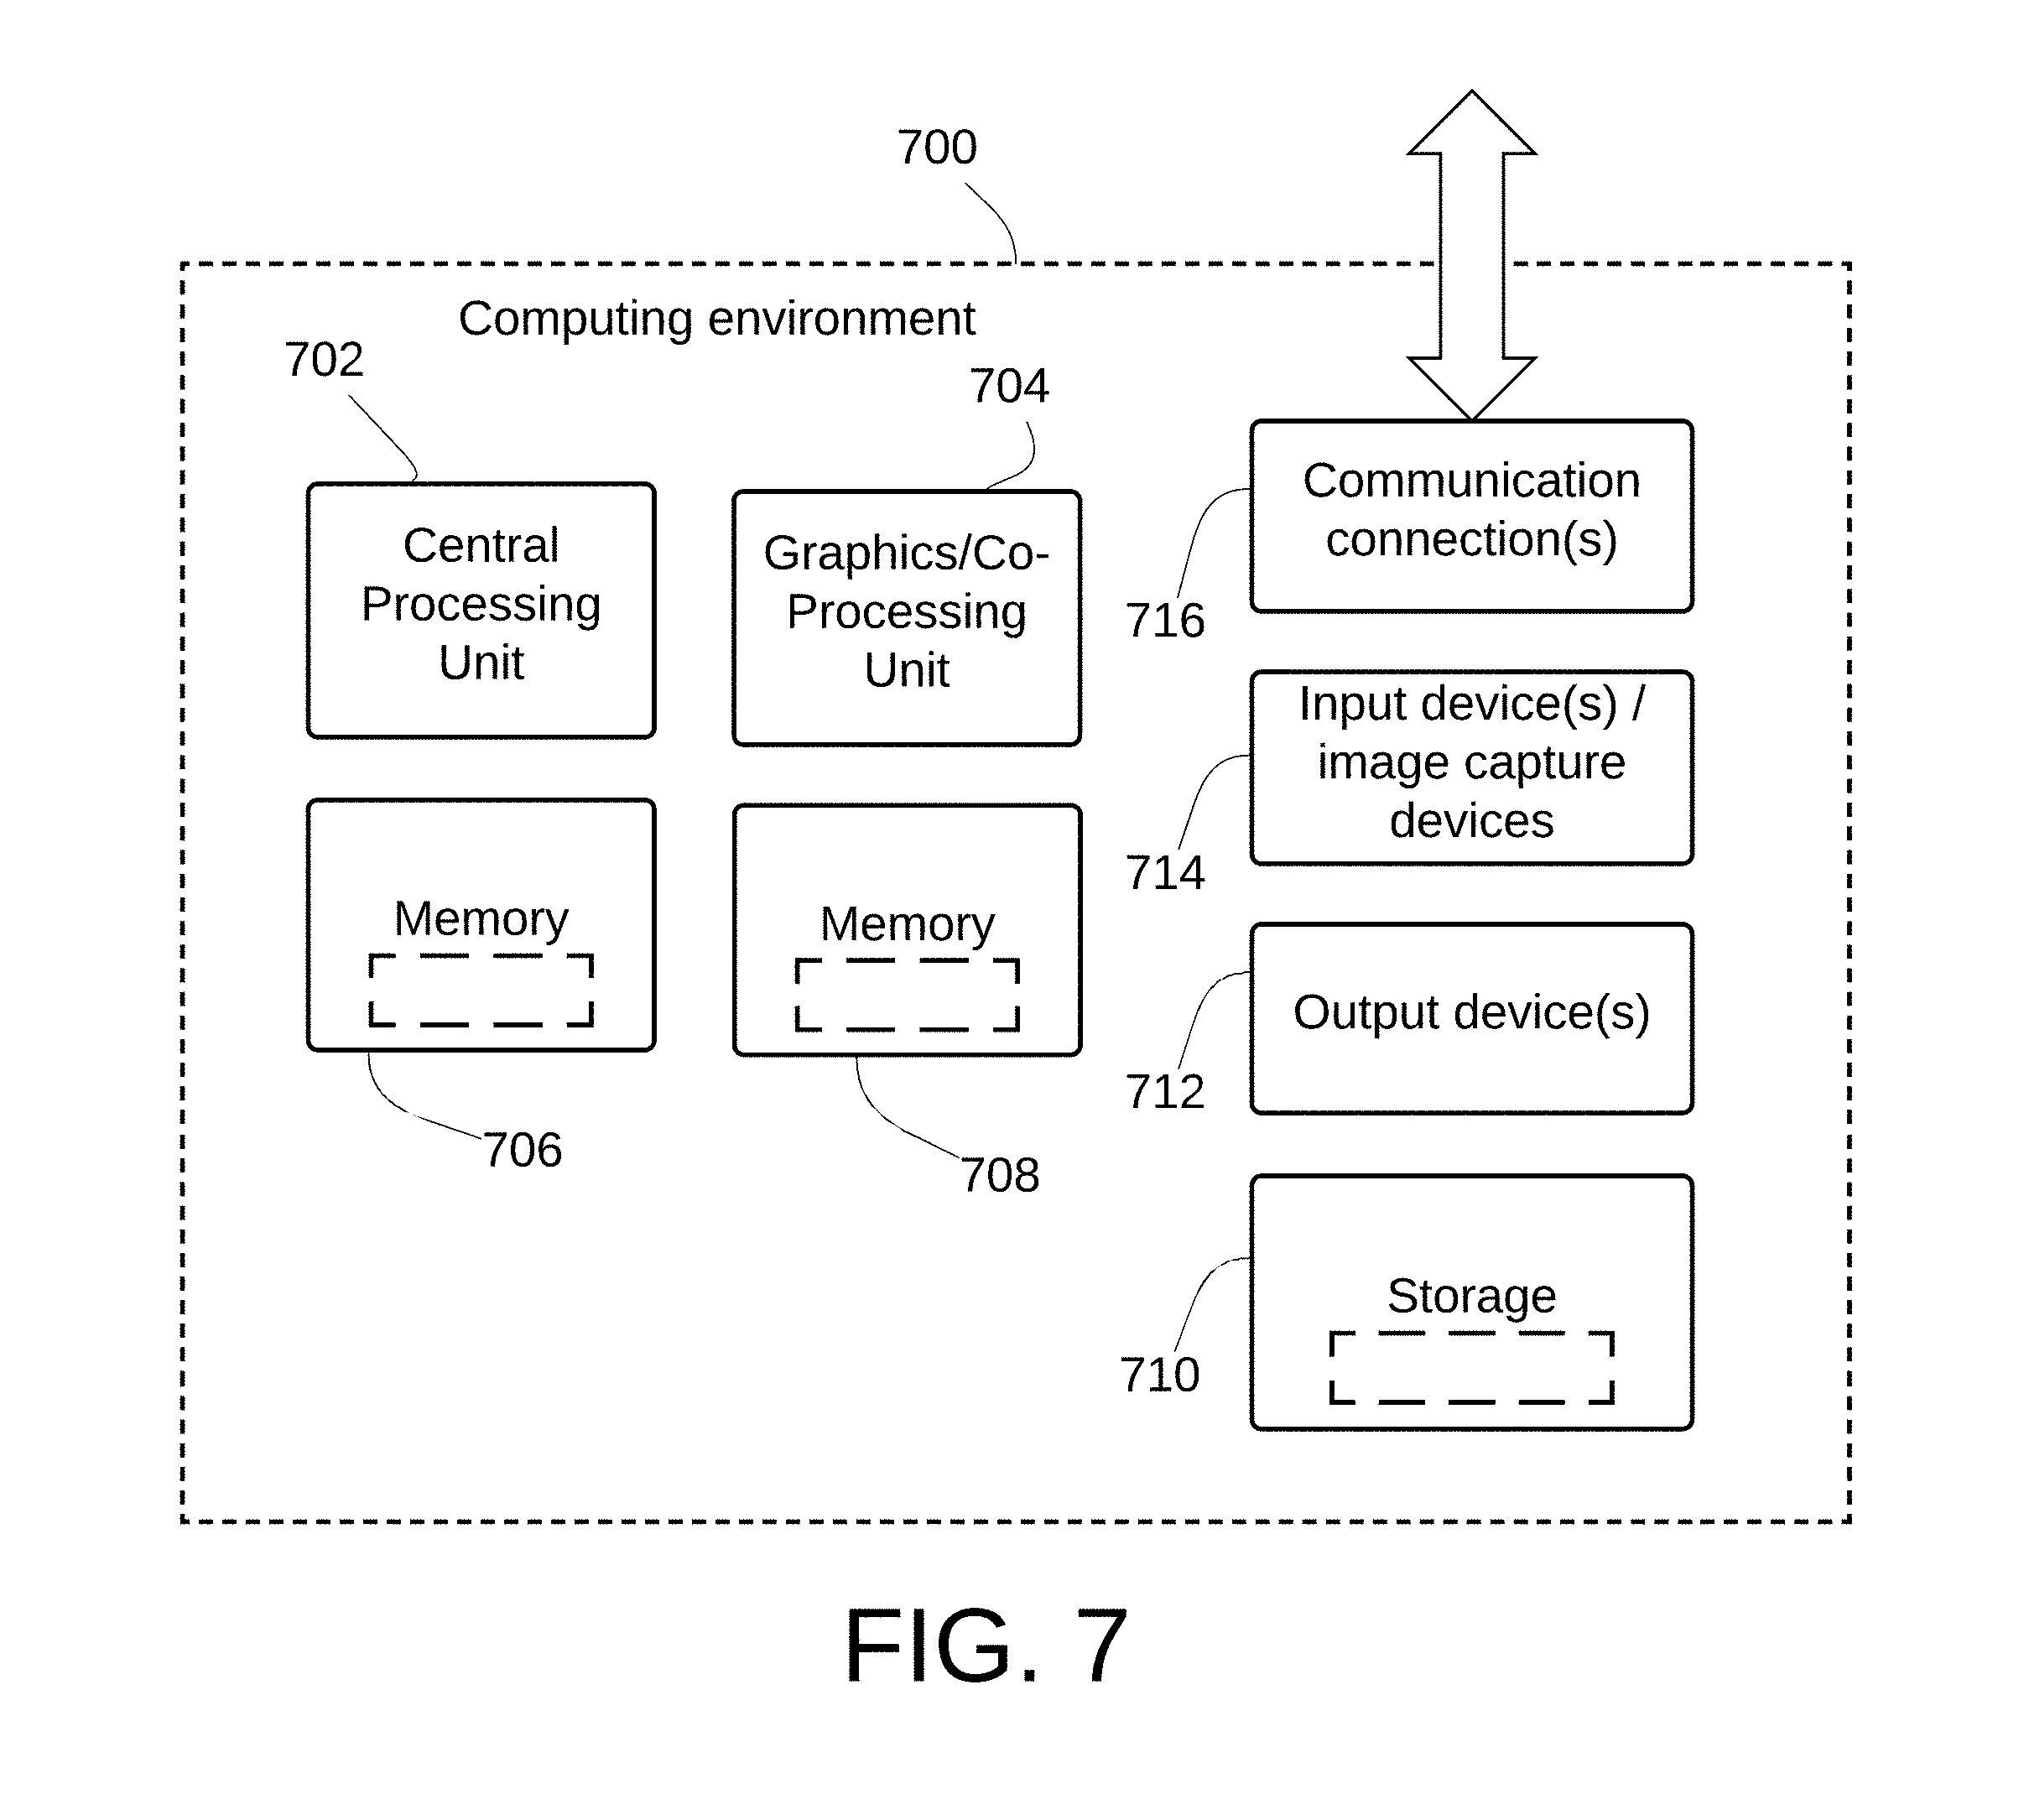 700
Computing environment
702
704
Central
Processing
Unit
Graphics/Co-
Processing
Unit
Communication
connection(s)
716
Input device(s) /
image capture
devices
714
Memory
Memory
Output device(s)
712
706
708
Storage
710
FIG. 7